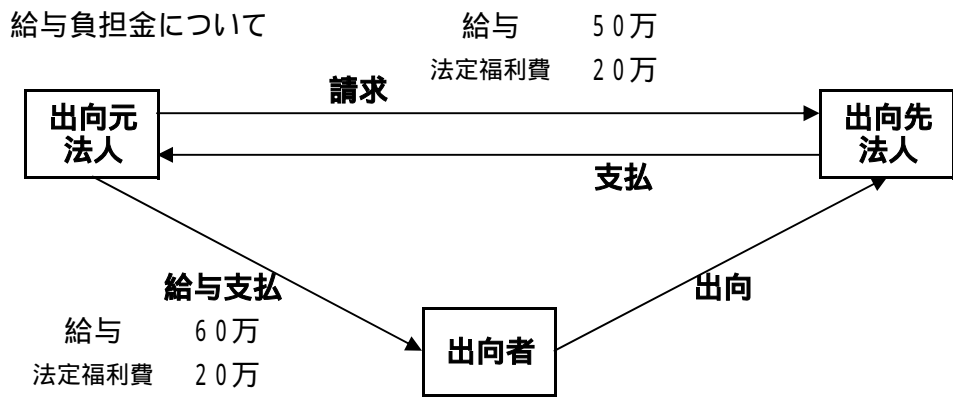 給与負担金について
給与 50万
法定福利費 20万
請求
出向元
法人
出向先
法人
支払
給与支払
出向
給与 60万
法定福利費 20万
出向者